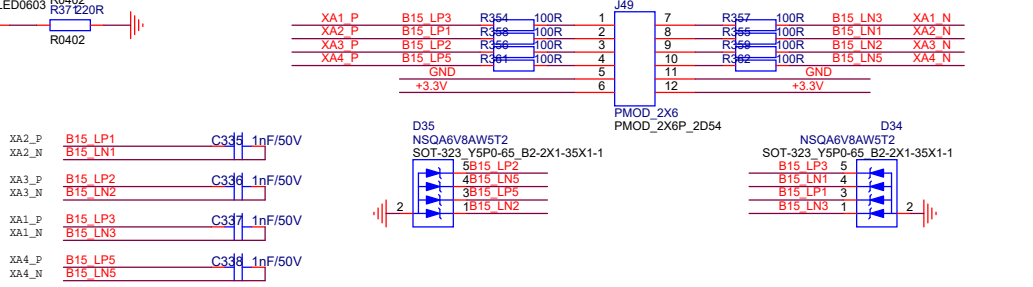 LED0603
R0402
R371 220R
R0402
J49
XA1_P B15_LP3 R354 100R 1 7 R357 100R B15_LN3 XA1_N
XA2_P B15_LP1 R358 100R 2 8 R355 100R B15_LN1 XA2_N
XA3_P B15_LP2 R356 100R 3 9 R359 100R B15_LN2 XA3_N
XA4_P B15_LP5 R361 100R 4 10 R362 100R B15_LN5 XA4_N
GND 5 11 GND
+3.3V 6 12 +3.3V
PMOD_2X6
PMOD_2X6P_2D54
XA2_P B15_LP1 C335 1nF/50V
XA2_N B15_LN1
XA3_P B15_LP2 C336 1nF/50V
XA3_N B15_LN2
XA1_P B15_LP3 C337 1nF/50V
XA1_N B15_LN3
XA4_P B15_LP5 C338 1nF/50V
XA4_N B15_LN5
D35
NSQA6V8AW5T2
SOT-323_Y5P0-65_B2-2X1-35X1-1
5 B15_LP2
4 B15_LN5
3 B15_LP5
2 1 B15_LN2
D34
NSQA6V8AW5T2
SOT-323_Y5P0-65_B2-2X1-35X1-1
B15_LP3 5
B15_LN1 4
B15_LP1 3
B15_LN3 1 2